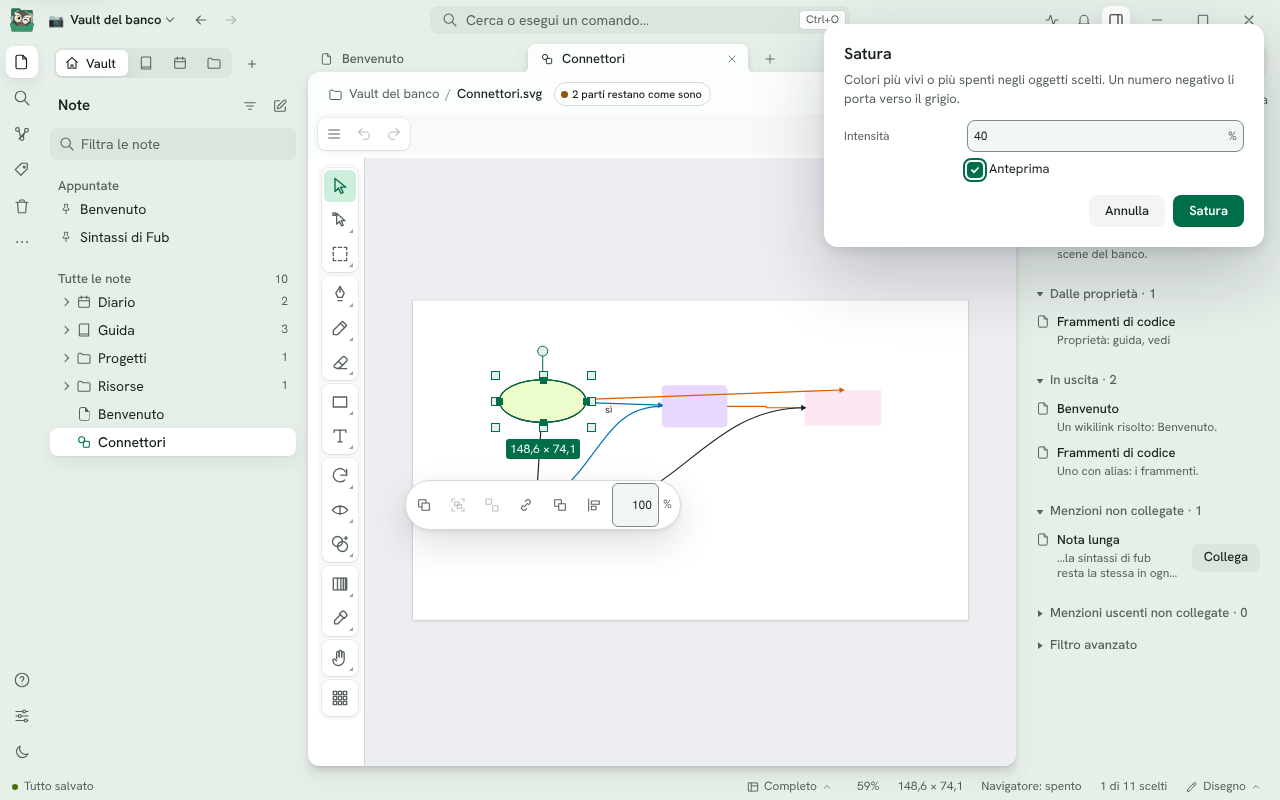 Vault del banco
Cerca o esegui un comando…
Ctrl+O
Vault
Note
Filtra le note
Appuntate
Benvenuto
Sintassi di Fub
Tutte le note
10
Diario
2
Guida
3
Progetti
1
Risorse
1
Benvenuto
Connettori
Tutto salvato
Benvenuto
Connettori
Vault del banco / Connettori.svg
2 parti restano come sono
sì
148,6 × 74,1
100 %
Satura
Colori più vivi o più spenti negli oggetti scelti. Un numero negativo li
porta verso il grigio.
Intensità
40 %
Anteprima
Annulla
Satura
scene del banco.
Dalle proprietà · 1
Frammenti di codice
Proprietà: guida, vedi
In uscita · 2
Benvenuto
Un wikilink risolto: Benvenuto.
Frammenti di codice
Uno con alias: i frammenti.
Menzioni non collegate · 1
Nota lunga
…la sintassi di fub
resta la stessa in ogn…
Collega
Menzioni uscenti non collegate · 0
Filtro avanzato
Completo
59%
148,6 × 74,1
Navigatore: spento
1 di 11 scelti
Disegno